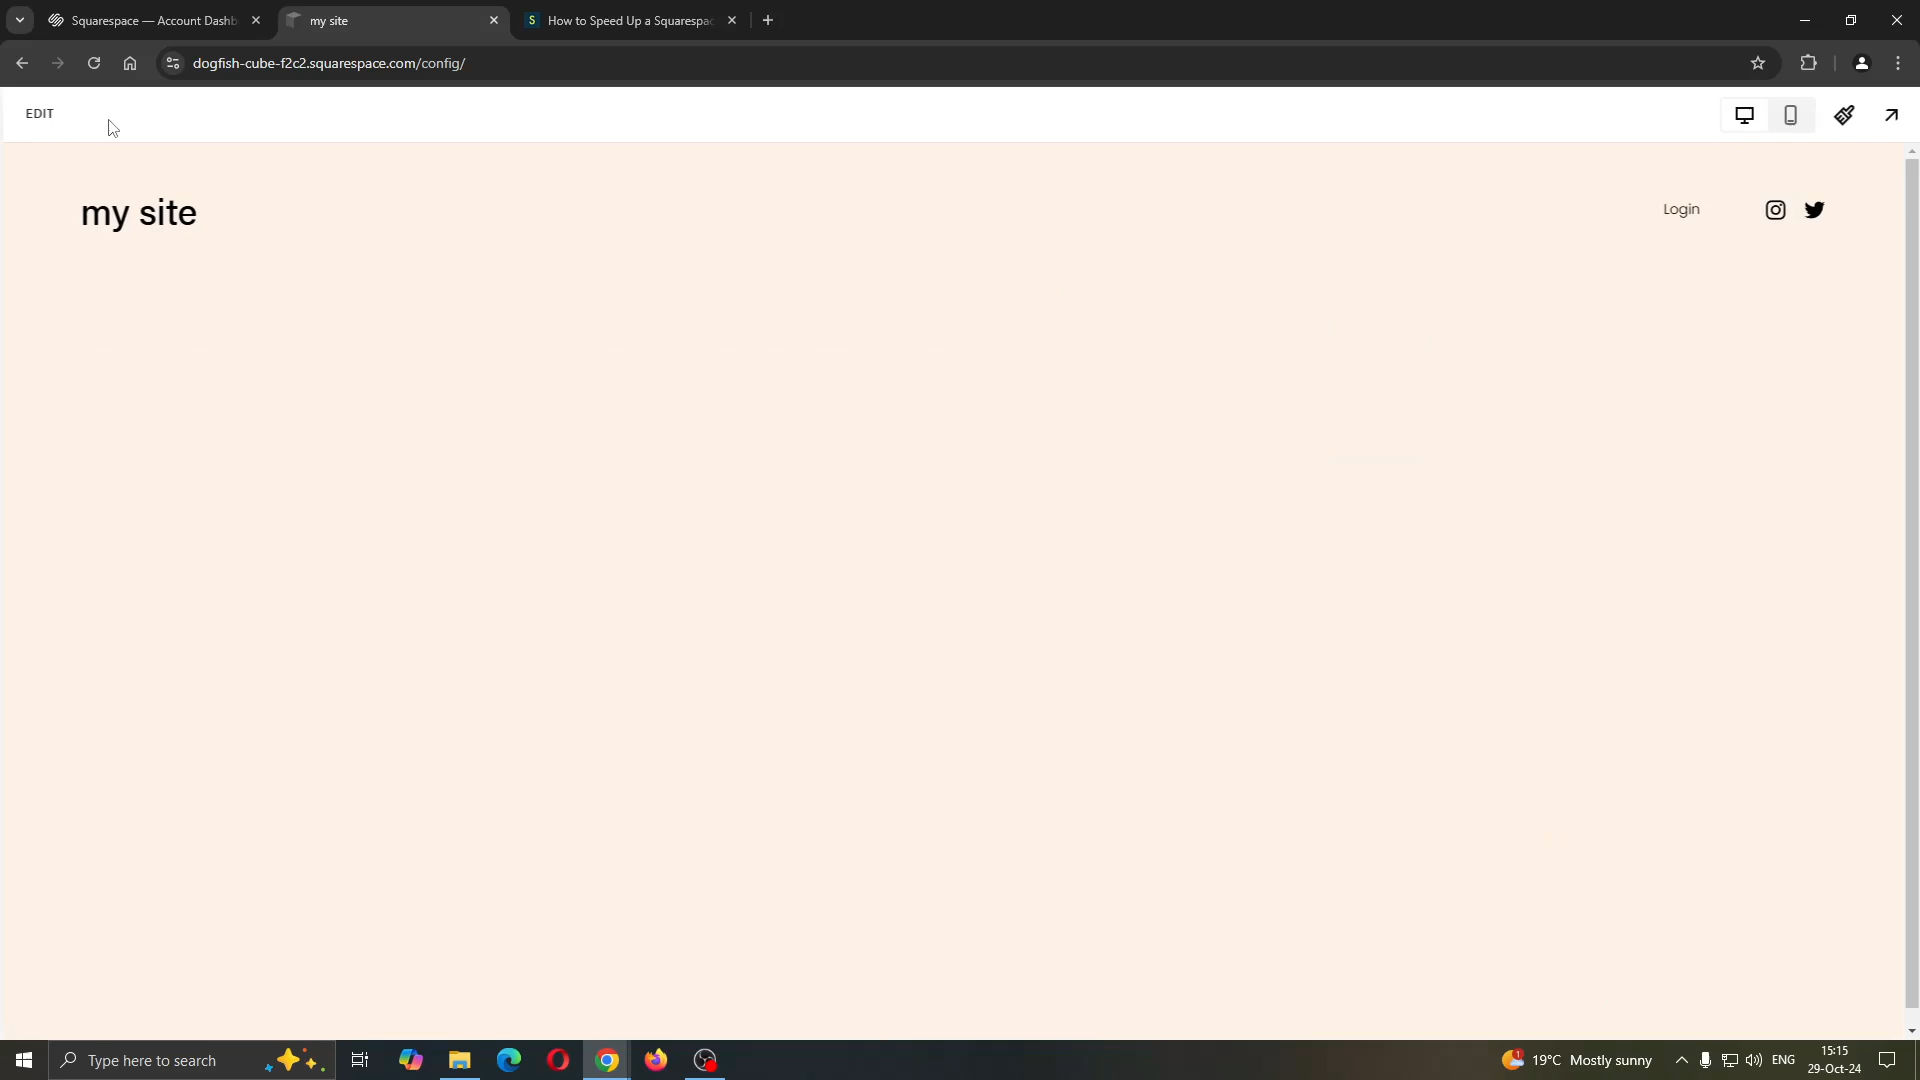 Squarespace — Account Dashb
my site
S
How to Speed Up a Squarespac
dogfish-cube-f2c2.squarespace.com/config/
EDIT
my site
Login
Type here to search
1
19°C Mostly sunny
ENG
15:15
29-Oct-24